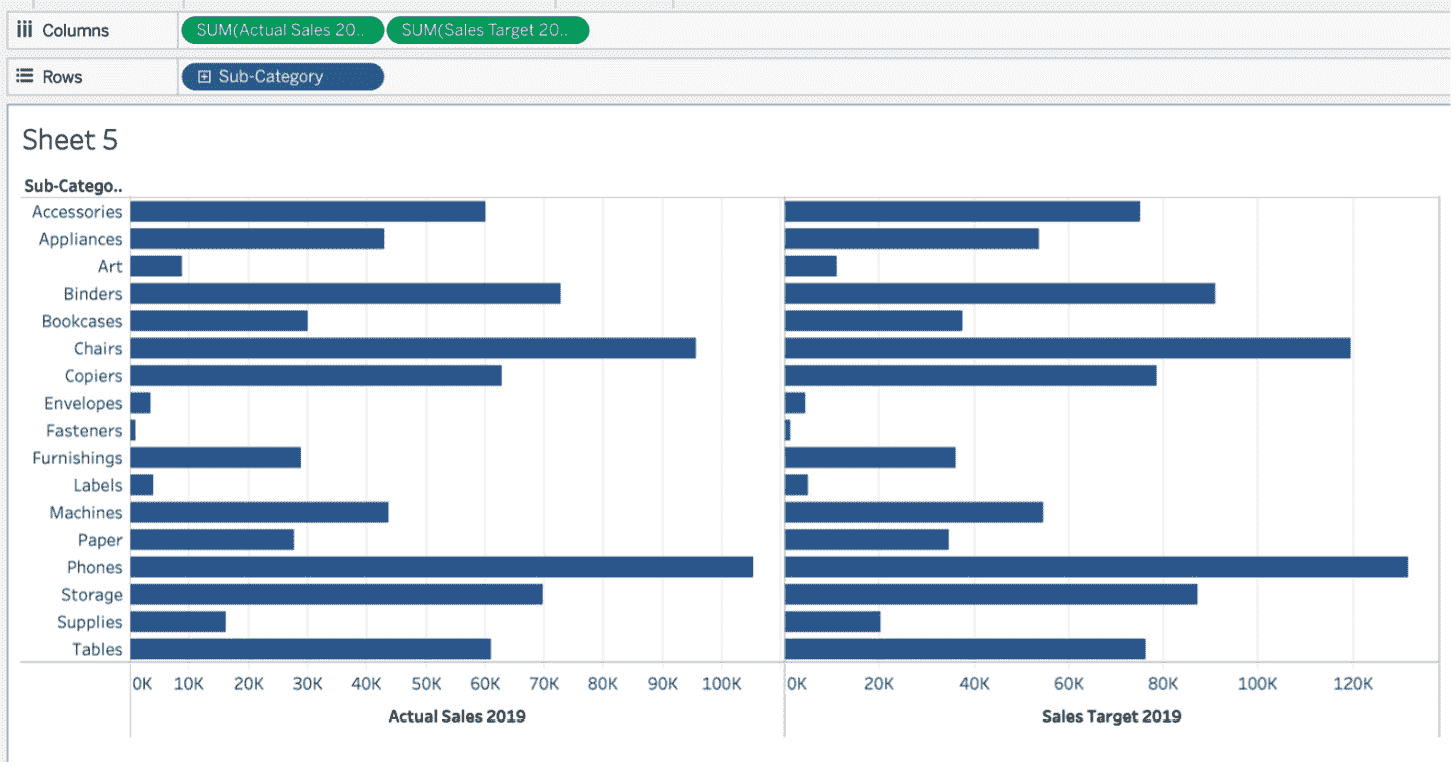 Columns SUM(Actual Sales 20.. SUM(Sales Target 20..
Rows Sub-Category
Sheet 5
Sub-Catego..
Accessories
Appliances
Art
Binders
Bookcases
Chairs
Copiers
Envelopes
Fasteners
Furnishings
Labels
Machines
Paper
Phones
Storage
Supplies
Tables
0K 10K 20K 30K 40K 50K 60K 70K 80K 90K 100K 0K 20K 40K 60K 80K 100K 120K
Actual Sales 2019 Sales Target 2019